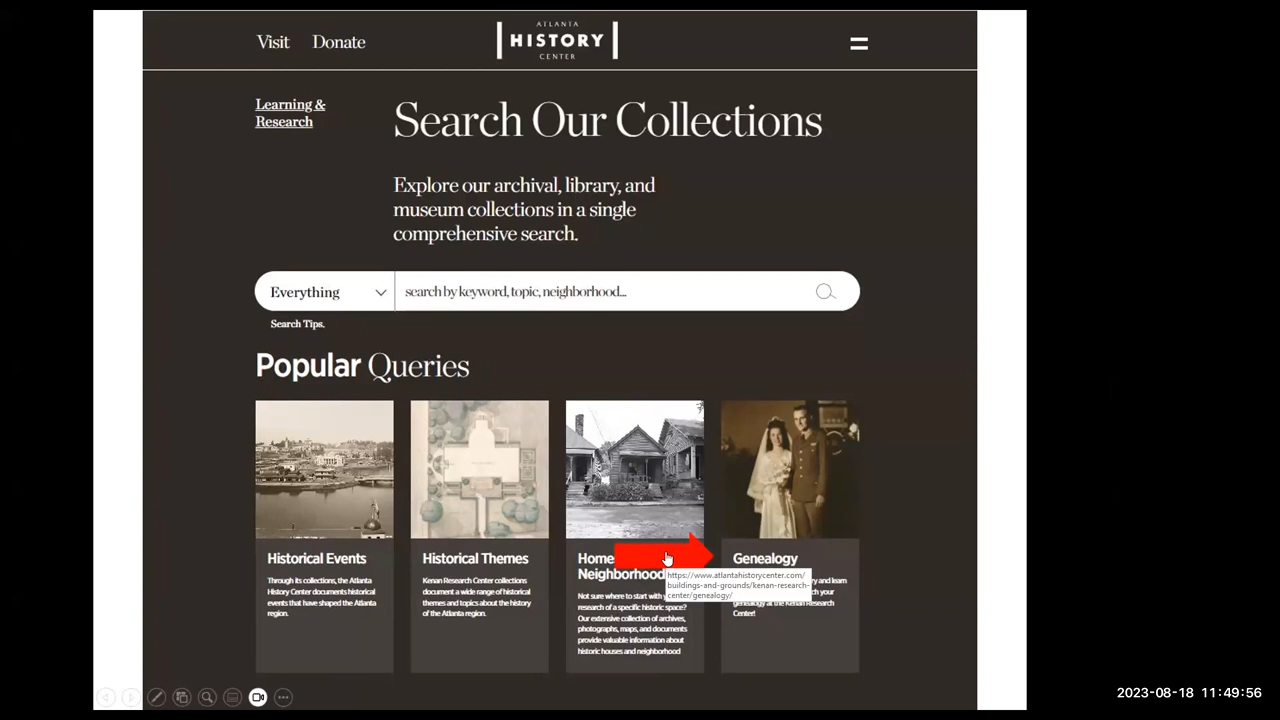 Visit Donate
ATLANTA
HISTORY
CENTER
Learning &
Research
Search Our Collections
Explore our archival, library, and
museum collections in a single
comprehensive search.
Everything
search by keyword, topic, neighborhood...
Search Tips.
Popular Queries
Historical Events
Through its collections, the Atlanta
History Center documents historical
events that have shaped the Atlanta
region.
Historical Themes
Kenan Research Center collections
document a wide range of historical
themes and topics about the history
of the Atlanta region.
Home
Neighborhood
Not sure where to start with
research of a specific historic space?
Our extensive collection of archives,
photographs, maps, and documents
provide valuable information about
historic houses and neighborhood
Genealogy
https://www.atlantahistorycenter.com/
buildings-and-grounds/kenan-research-
center/genealogy/
and learn
your
genealogy at the Kenan Research
Center!
2023-08-18 11:49:56